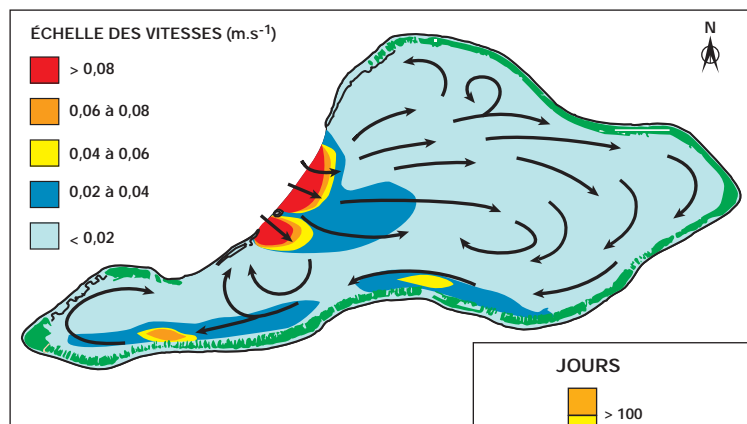 ÉCHELLE DES VITESSES (m.s-1)
> 0,08
0,06 à 0,08
0,04 à 0,06
0,02 à 0,04
< 0,02
N
JOURS
> 100